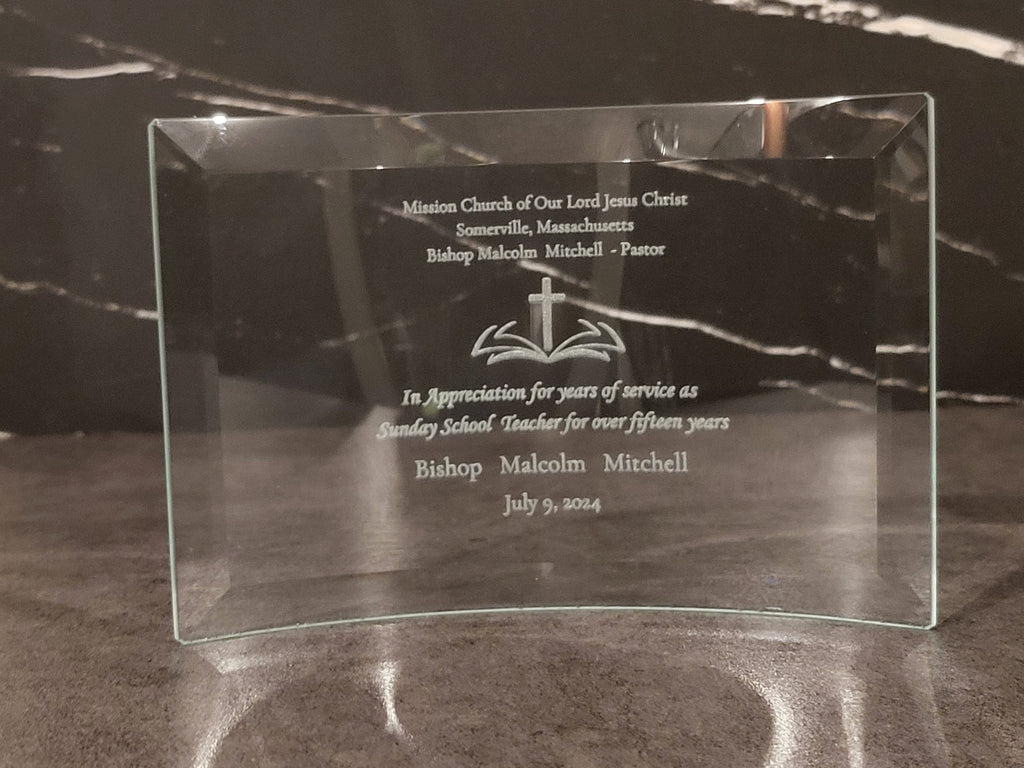 Mission Church of Our Lord Jesus Christ
Somerville, Massachusetts
Bishop Malcolm Mitchell - Pastor
In Appreciation for years of service as
Sunday School Teacher for over fifteen years
Bishop Malcolm Mitchell
July 9, 2024